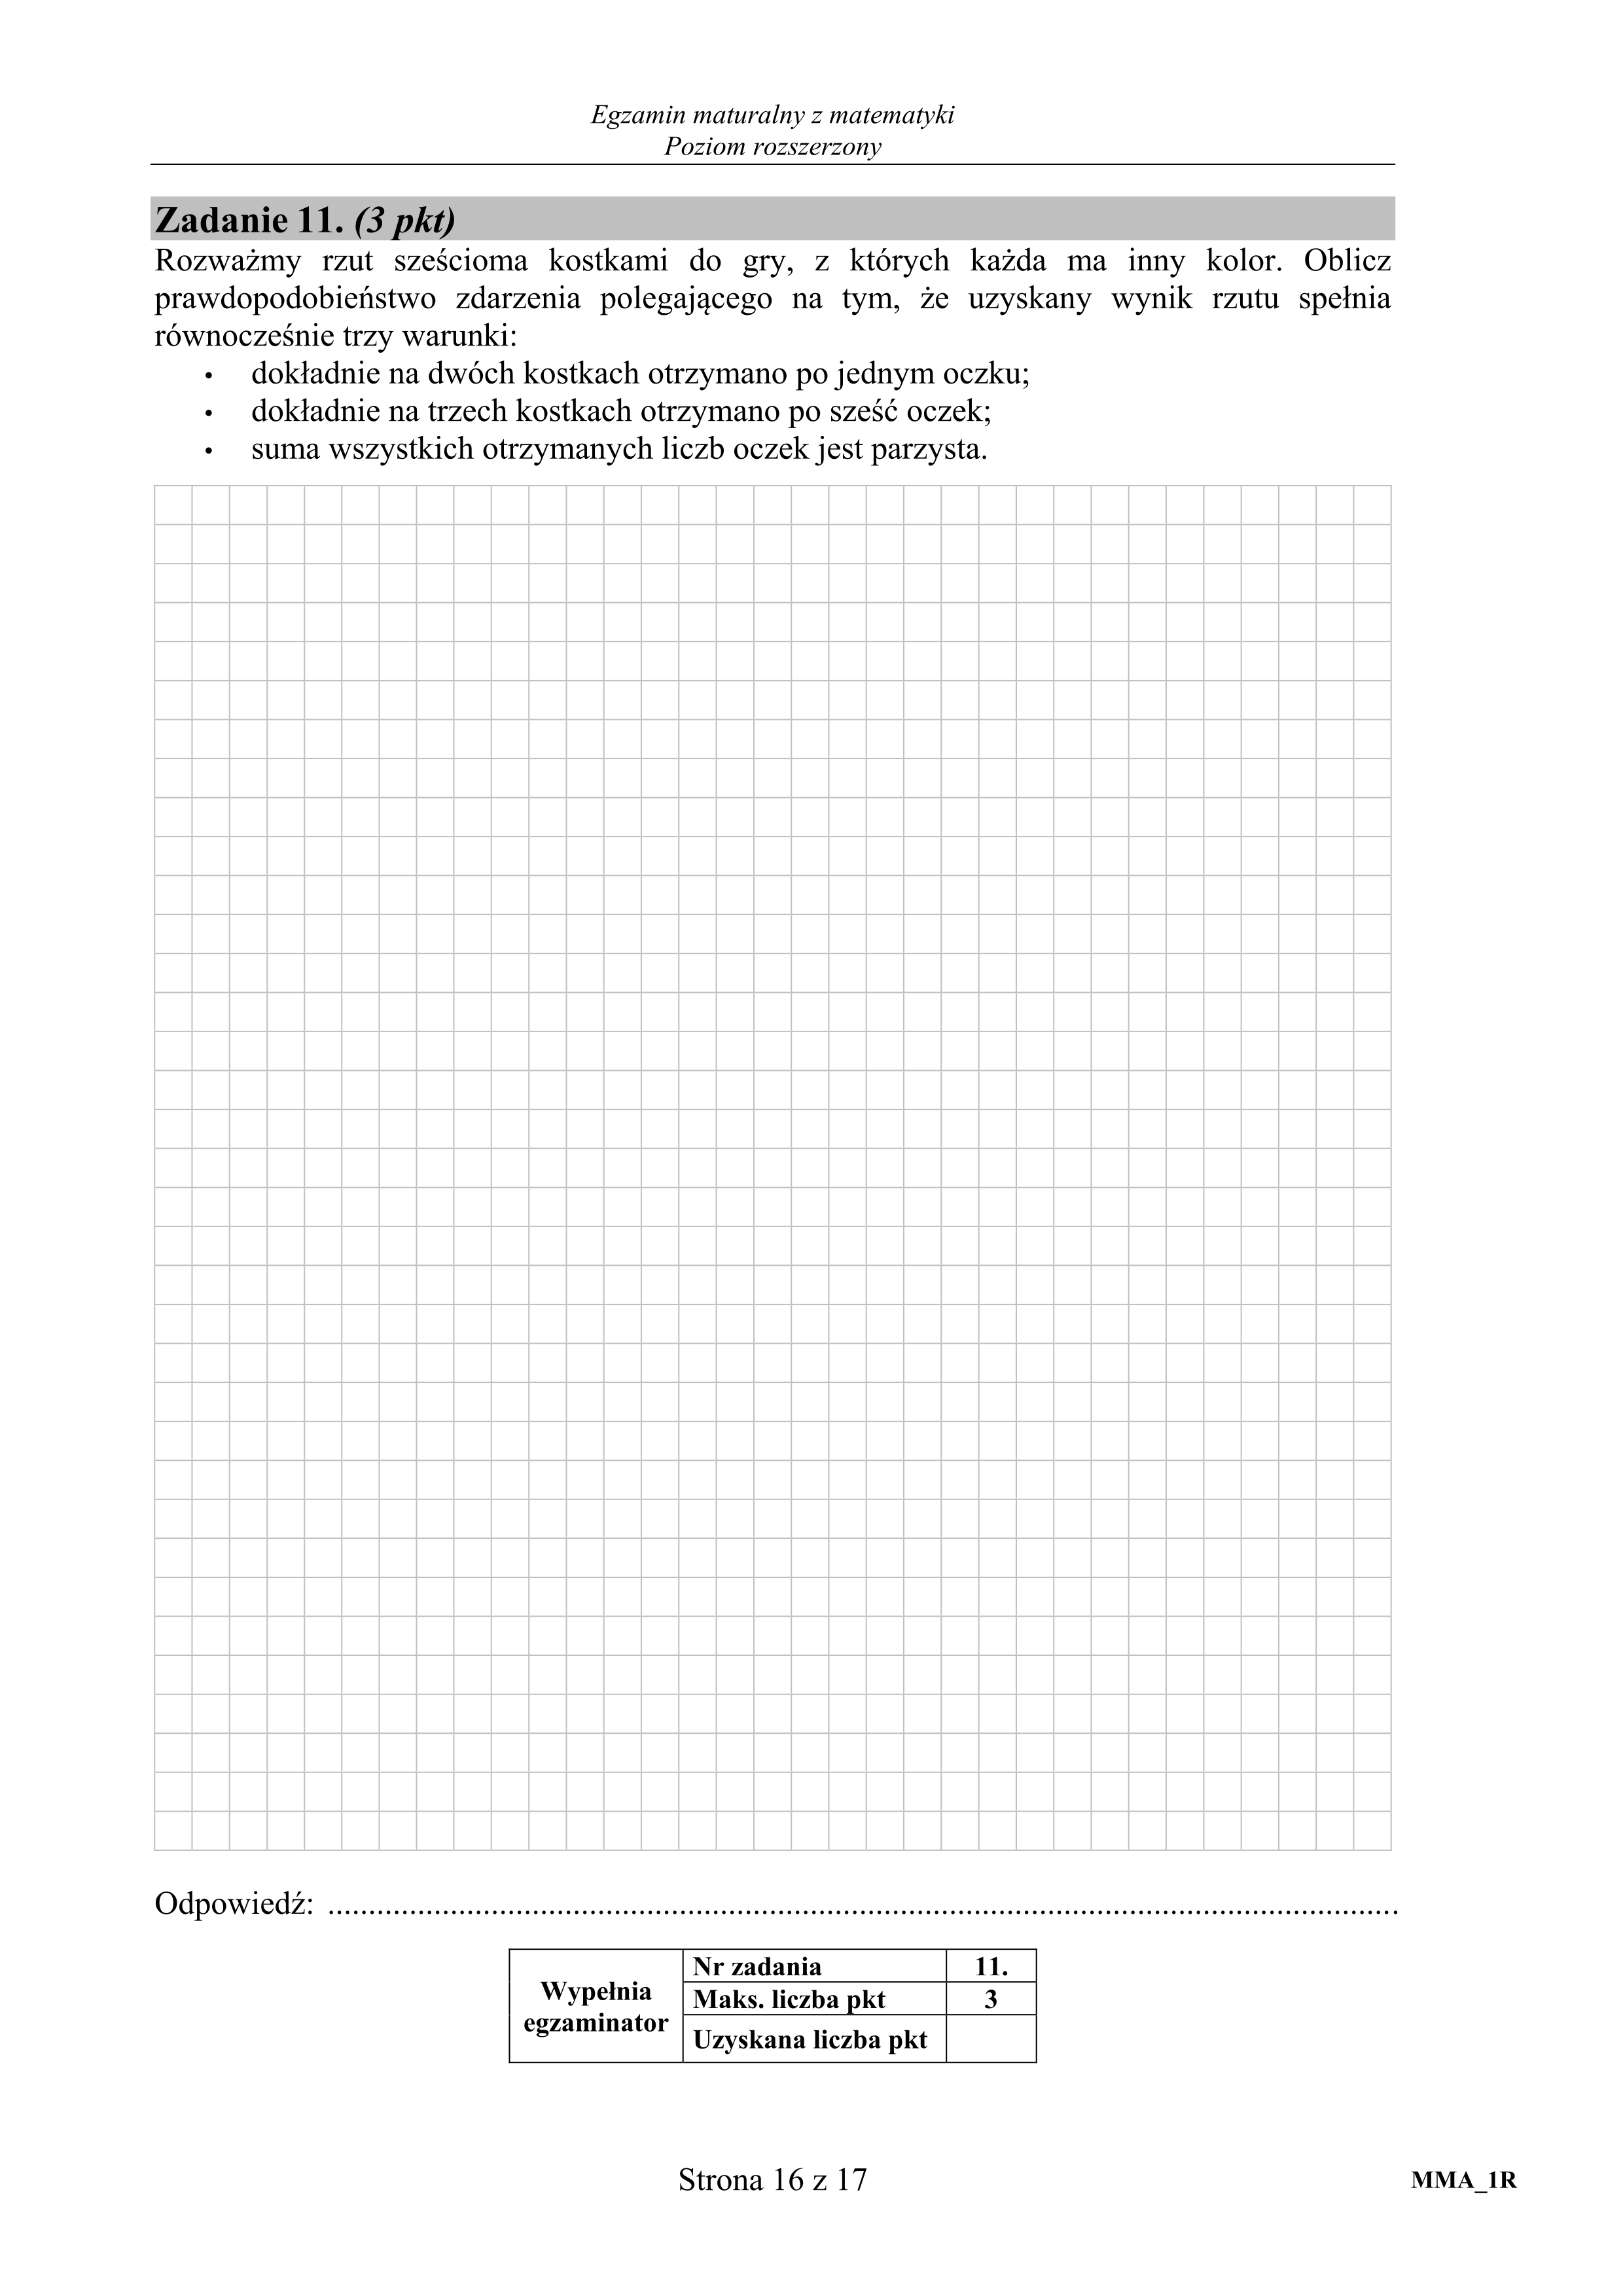 Egzamin maturalny z matematyki
Poziom rozszerzony
Zadanie 11. (3 pkt)
Rozważmy rzut sześcioma kostkami do gry, z których każda ma inny kolor. Oblicz
prawdopodobieństwo zdarzenia polegającego na tym, że uzyskany wynik rzutu spełnia
równocześnie trzy warunki:
• dokładnie na dwóch kostkach otrzymano po jednym oczku;
• dokładnie na trzech kostkach otrzymano po sześć oczek;
• suma wszystkich otrzymanych liczb oczek jest parzysta.
Odpowiedź: ....................................................................................................................................
Wypełnia
egzaminator
Nr zadania 11.
Maks. liczba pkt 3
Uzyskana liczba pkt
Strona 16 z 17
MMA_1R